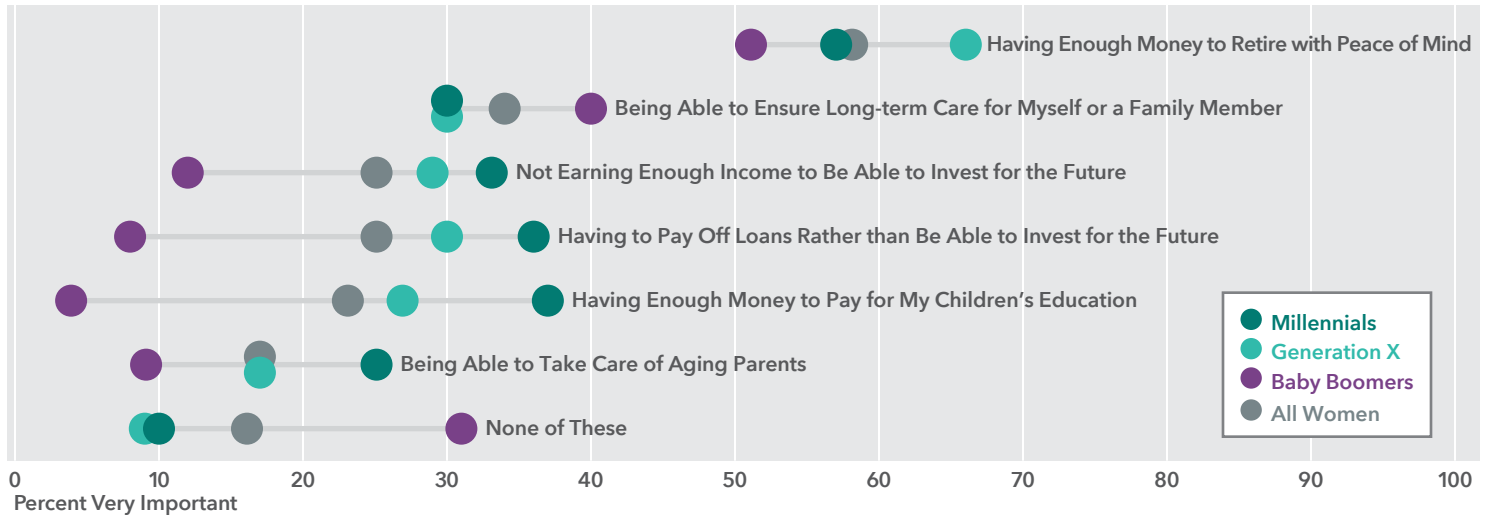 Having Enough Money to Retire with Peace of Mind
Being Able to Ensure Long-term Care for Myself or a Family Member
Not Earning Enough Income to Be Able to Invest for the Future
Having to Pay Off Loans Rather than Be Able to Invest for the Future
Having Enough Money to Pay for My Children’s Education
Millennials
Generation X
Baby Boomers
All Women
Being Able to Take Care of Aging Parents
None of These
0 10 20 30 40 50 60 70 80 90 100
Percent Very Important